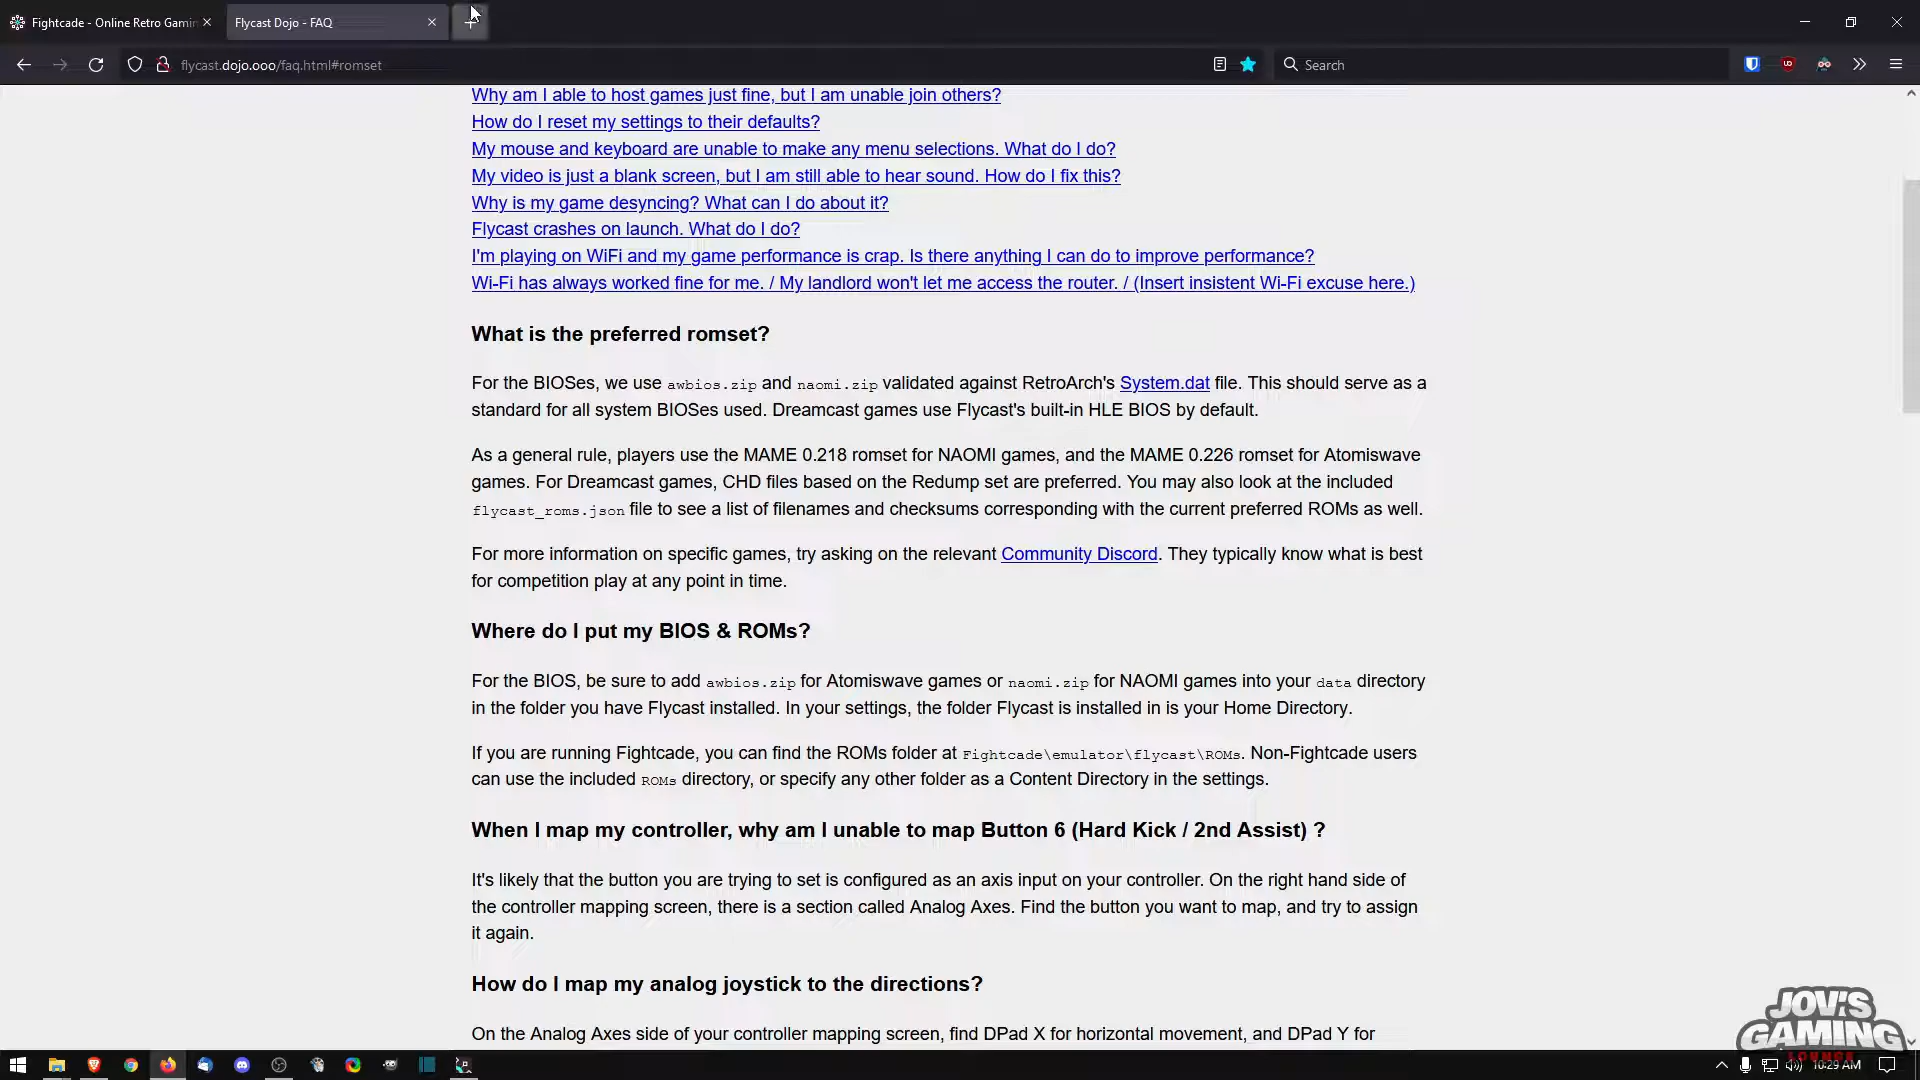 Fightcade - Online Retro Gamin
Flycast Dojo - FAQ
flycast.dojo.ooo/faq.html#romset
Search
Why am I able to host games just fine, but I am unable join others?
How do I reset my settings to their defaults?
My mouse and keyboard are unable to make any menu selections. What do I do?
My video is just a blank screen, but I am still able to hear sound. How do I fix this?
Why is my game desyncing? What can I do about it?
Flycast crashes on launch. What do I do?
I'm playing on WiFi and my game performance is crap. Is there anything I can do to improve performance?
Wi-Fi has always worked fine for me. / My landlord won't let me access the router. / (Insert insistent Wi-Fi excuse here.)
What is the preferred romset?
For the BIOSes, we use awbios.zip and naomi.zip validated against RetroArch's System.dat file. This should serve as a
standard for all system BIOSes used. Dreamcast games use Flycast's built-in HLE BIOS by default.
As a general rule, players use the MAME 0.218 romset for NAOMI games, and the MAME 0.226 romset for Atomiswave
games. For Dreamcast games, CHD files based on the Redump set are preferred. You may also look at the included
flycast_roms.json file to see a list of filenames and checksums corresponding with the current preferred ROMs as well.
For more information on specific games, try asking on the relevant Community Discord. They typically know what is best
for competition play at any point in time.
Where do I put my BIOS & ROMs?
For the BIOS, be sure to add awbios.zip for Atomiswave games or naomi.zip for NAOMI games into your data directory
in the folder you have Flycast installed. In your settings, the folder Flycast is installed in is your Home Directory.
If you are running Fightcade, you can find the ROMs folder at Fightcade\emulator\flycast\ROMs. Non-Fightcade users
can use the included ROMs directory, or specify any other folder as a Content Directory in the settings.
When I map my controller, why am I unable to map Button 6 (Hard Kick / 2nd Assist) ?
It's likely that the button you are trying to set is configured as an axis input on your controller. On the right hand side of
the controller mapping screen, there is a section called Analog Axes. Find the button you want to map, and try to assign
it again.
How do I map my analog joystick to the directions?
On the Analog Axes side of your controller mapping screen, find DPad X for horizontal movement, and DPad Y for
JOV'S
GAMING
LOUNGE
10:29 AM